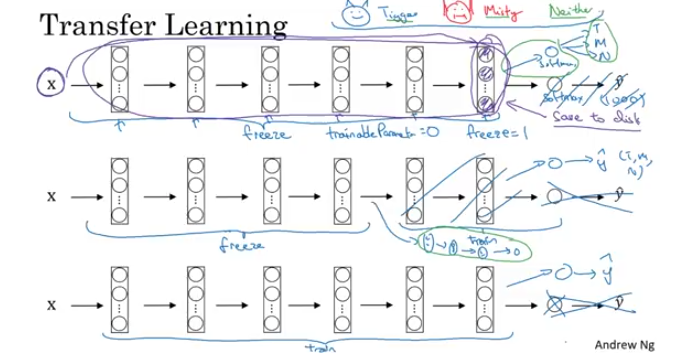 Tigger Misty Neither
Transfer Learning
T
M
N
x softmax ŷ
softmax 1000
Save to disk
freeze trainableParameter=0 freeze=1
x ŷ (T, M, N) ŷ
freeze train
x ŷ ŷ
train
Andrew Ng